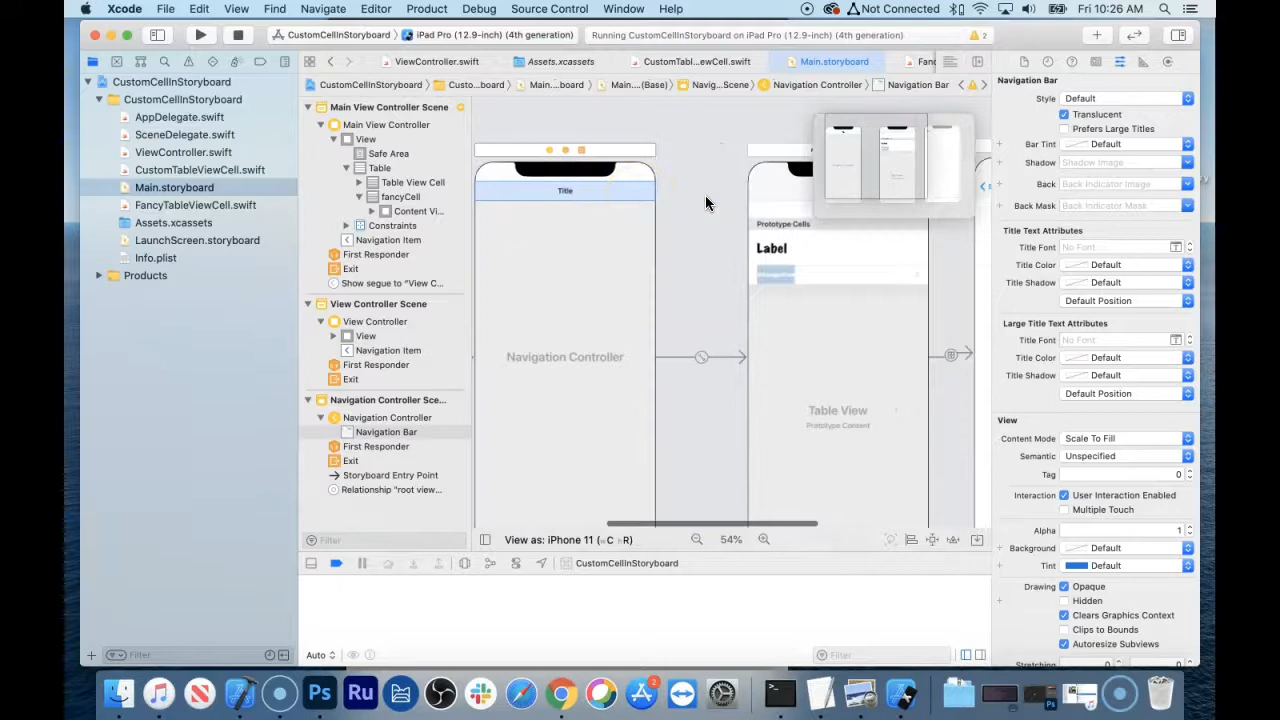 Xcode File Edit View Find Navigate Editor Product Debug Source Control Window Help Not Connected Fri 10:26 AM
CustomCellInStoryboard iPad Pro (12.9-inch) (4th generation) Running CustomCellInStoryboard on iPad Pro (12.9-inch) (4th generation) 2
ViewController.swift Assets.xcassets CustomTabl...ewCell.swift Main.storyboard Fanc
CustomCellInStoryboard Custo...board Main....board Main....(Base) Navig...Scene Navigation Controller Navigation Bar
CustomCellInStoryboard
CustomCellInStoryboard
AppDelegate.swift
SceneDelegate.swift
ViewController.swift
CustomTableViewCell.swift
Main.storyboard
FancyTableViewCell.swift
Assets.xcassets
LaunchScreen.storyboard
Info.plist
Products
Filter
Main View Controller Scene
Main View Controller
View
Safe Area
Table
Table View Cell
fancyCell
Content Vi...
Constraints
Navigation Item
First Responder
Exit
Show segue to "View C...
View Controller Scene
View Controller
View
Navigation Item
First Responder
Exit
Navigation Controller Sce...
Navigation Controller
Navigation Bar
First Responder
Exit
Storyboard Entry Point
Relationship "root view...
Filter
Title
Navigation Controller
Prototype Cells
Label
Table View
Prototype Content
View as: iPhone 11 ( C R)
54%
CustomCellInStoryboard
Auto
Filter
Navigation Bar
Style Default
Translucent
Prefers Large Titles
Bar Tint Default
Shadow Shadow Image
Back Back Indicator Image
Back Mask Back Indicator Mask
Title Text Attributes
Title Font No Font
Title Color Default
Title Shadow Default
Default Position
Large Title Text Attributes
Title Font No Font
Title Color Default
Title Shadow Default
Default Position
View
Content Mode Scale To Fill
Semantic Unspecified
Tag 0
Interaction User Interaction Enabled
Multiple Touch
Alpha 1
Background Default
Tint Default
Drawing Opaque
Hidden
Clears Graphics Context
Clips to Bounds
Autoresize Subviews
Stretching
Ru
Ps